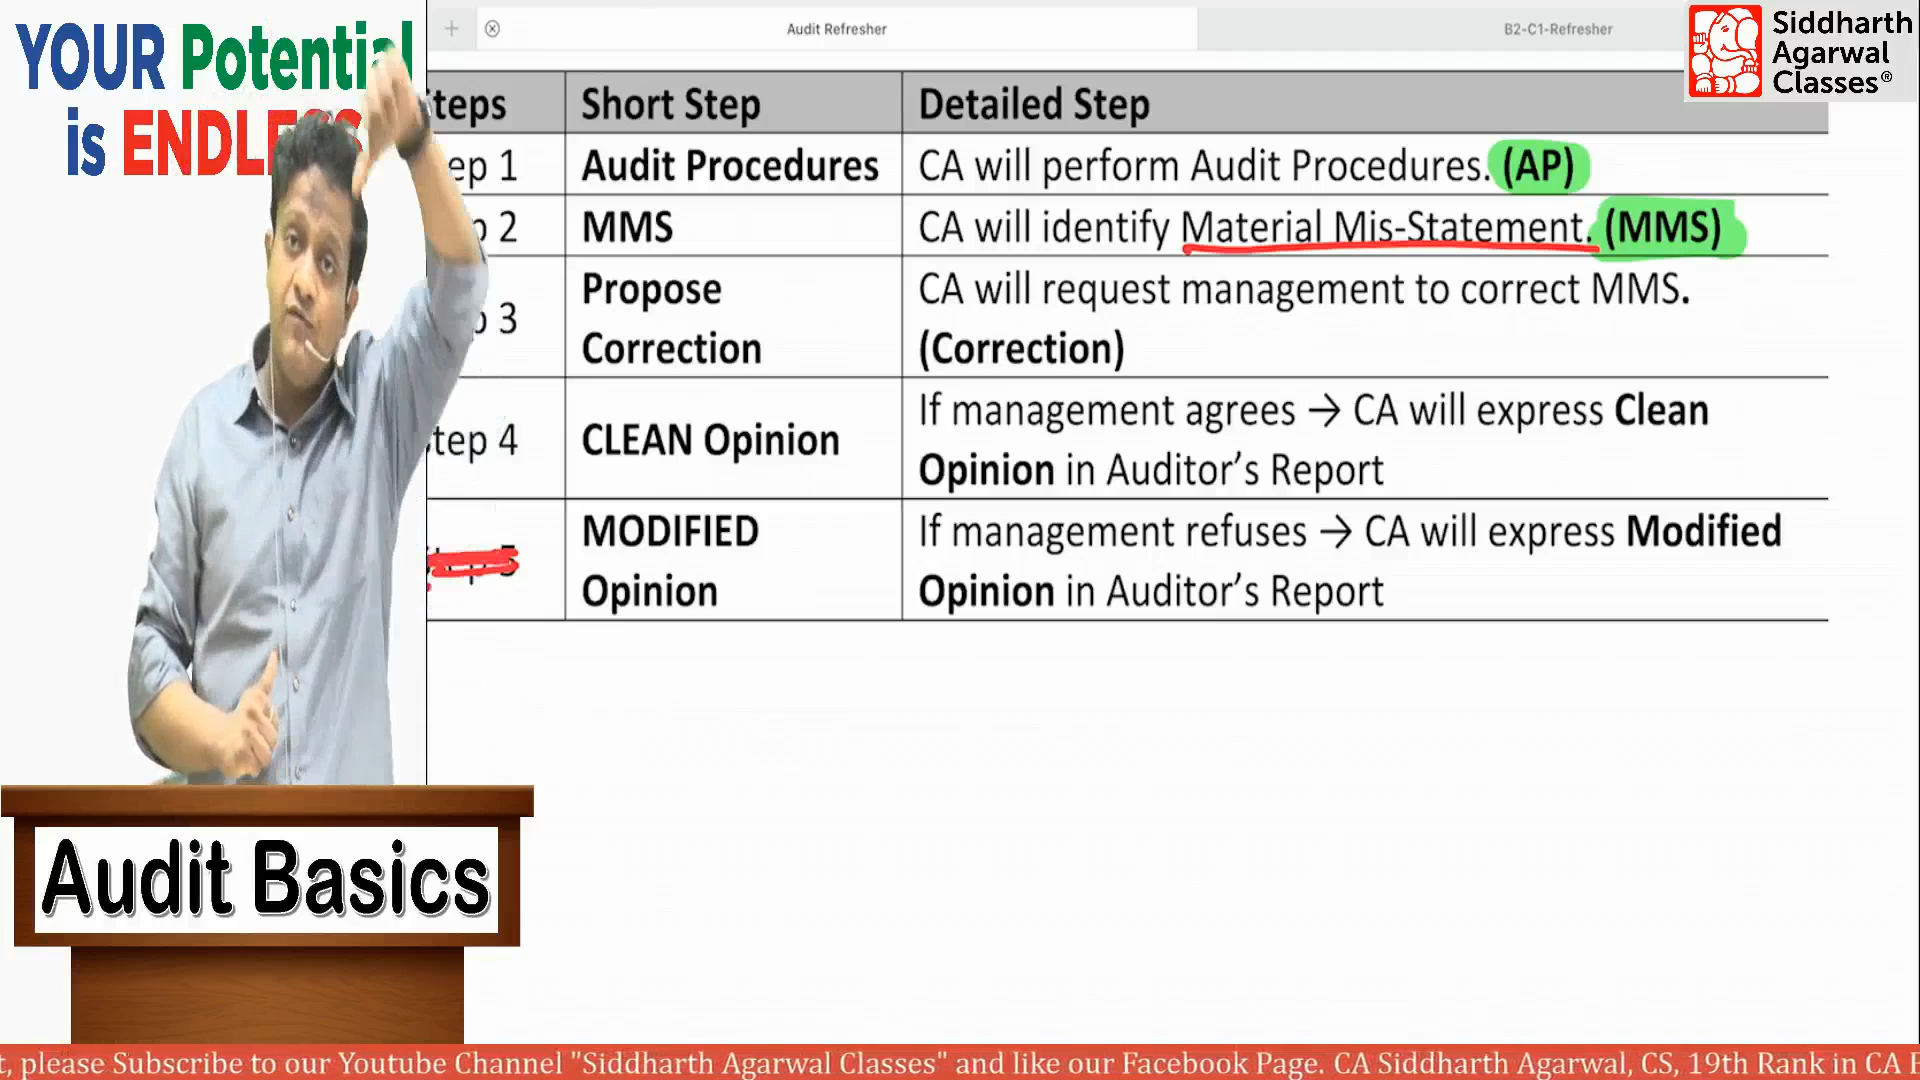 YOUR Potential
is ENDLESS
Audit Refresher
B2-C1-Refresher
Siddharth
Agarwal
Classes®
teps
Short Step
Detailed Step
ep 1
Audit Procedures
CA will perform Audit Procedures. (AP)
p 2
MMS
CA will identify Material Mis-Statement. (MMS)
p 3
Propose
Correction
CA will request management to correct MMS.
(Correction)
tep 4
CLEAN Opinion
If management agrees → CA will express Clean
Opinion in Auditor's Report
MODIFIED
Opinion
If management refuses → CA will express Modified
Opinion in Auditor's Report
Audit Basics
t, please Subscribe to our Youtube Channel "Siddharth Agarwal Classes" and like our Facebook Page. CA Siddharth Agarwal, CS, 19th Rank in CA